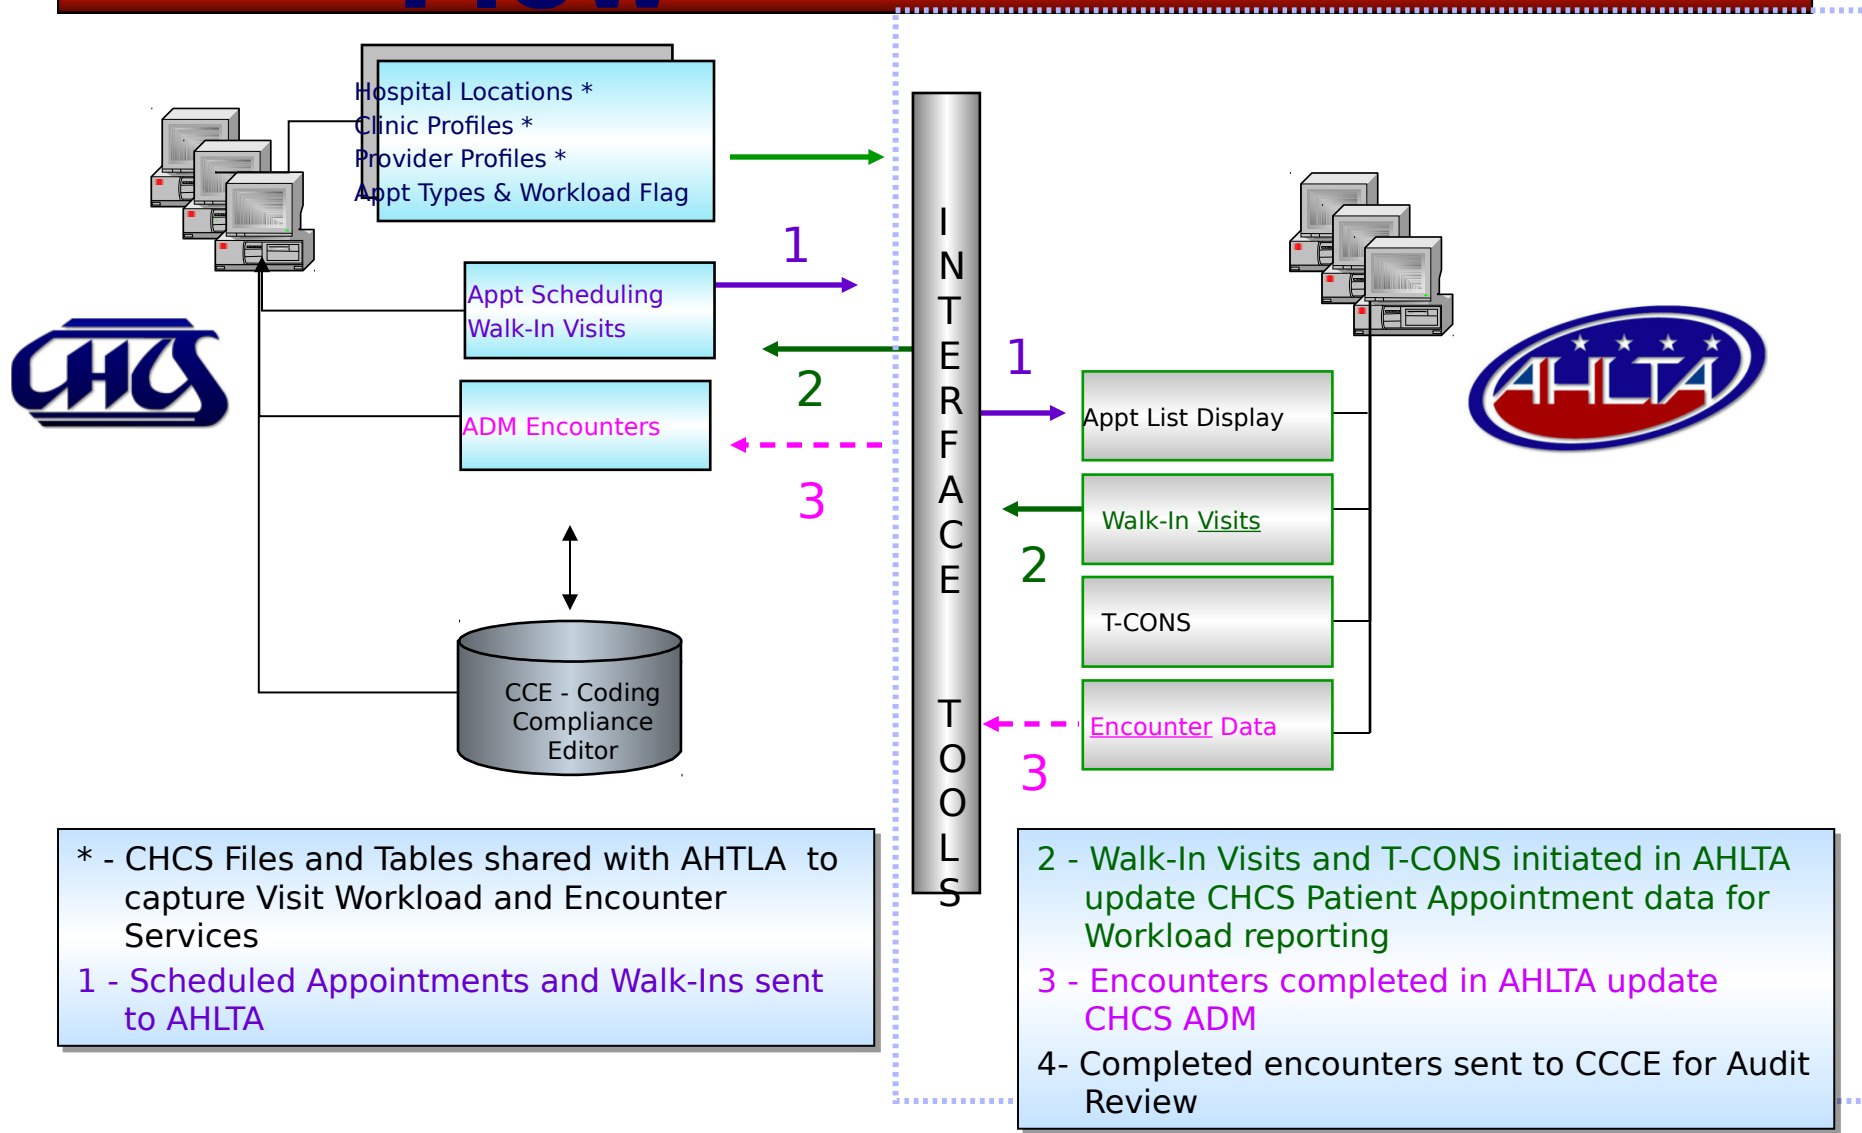 Flow
Hospital Locations *
Clinic Profiles *
Provider Profiles *
Appt Types & Workload Flag
1
Appt Scheduling
Walk-In Visits
2
ADM Encounters
3
CCE - Coding
Compliance
Editor
CHCS
INTERFACE TOOLS
1
Appt List Display
Walk-In Visits
2
T-CONS
Encounter Data
3
AHLTA
* - CHCS Files and Tables shared with AHTLA to
capture Visit Workload and Encounter
Services
1 - Scheduled Appointments and Walk-Ins sent
to AHLTA
2 - Walk-In Visits and T-CONS initiated in AHLTA
update CHCS Patient Appointment data for
Workload reporting
3 - Encounters completed in AHLTA update
CHCS ADM
4- Completed encounters sent to CCCE for Audit
Review